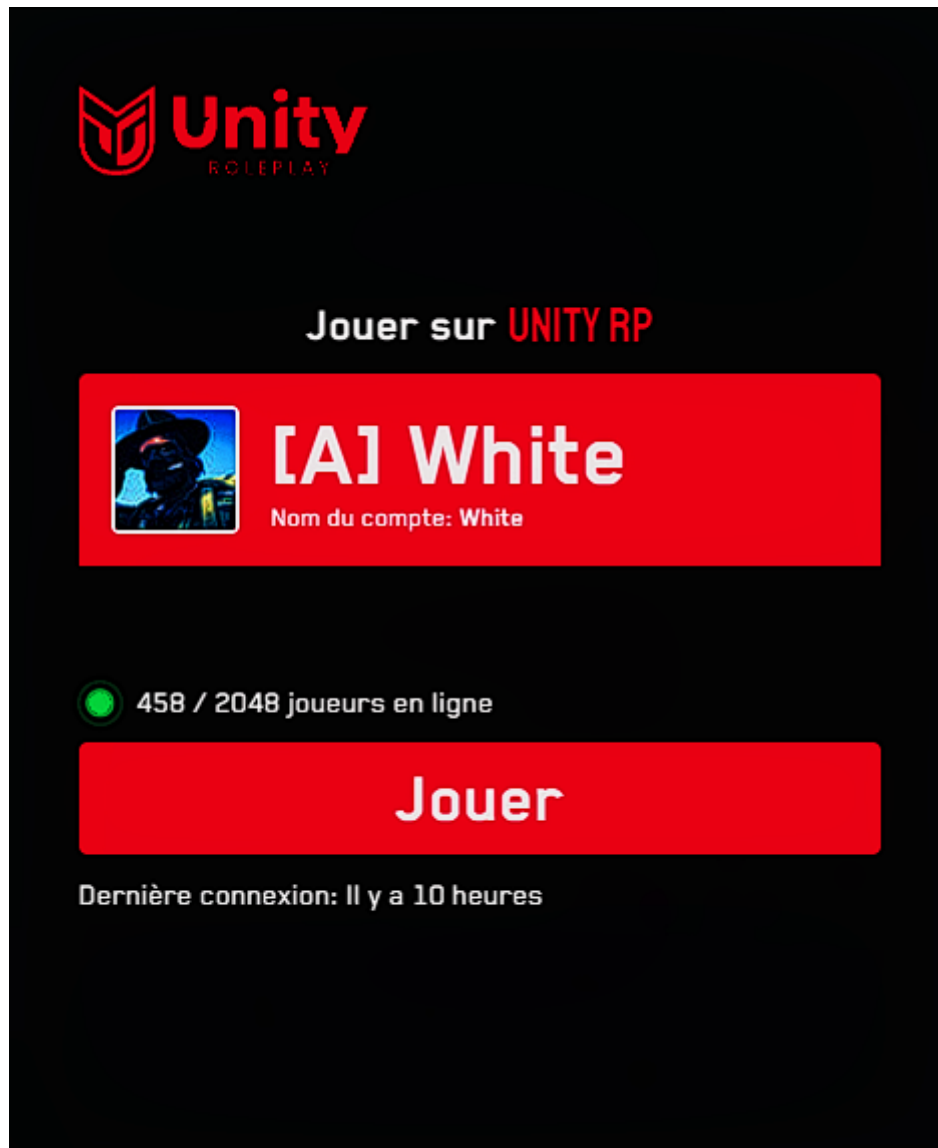 Unity
ROLEPLAY
Jouer sur UNITY RP
[A] White
Nom du compte: White
458 / 2048 joueurs en ligne
Jouer
Dernière connexion: Il y a 10 heures